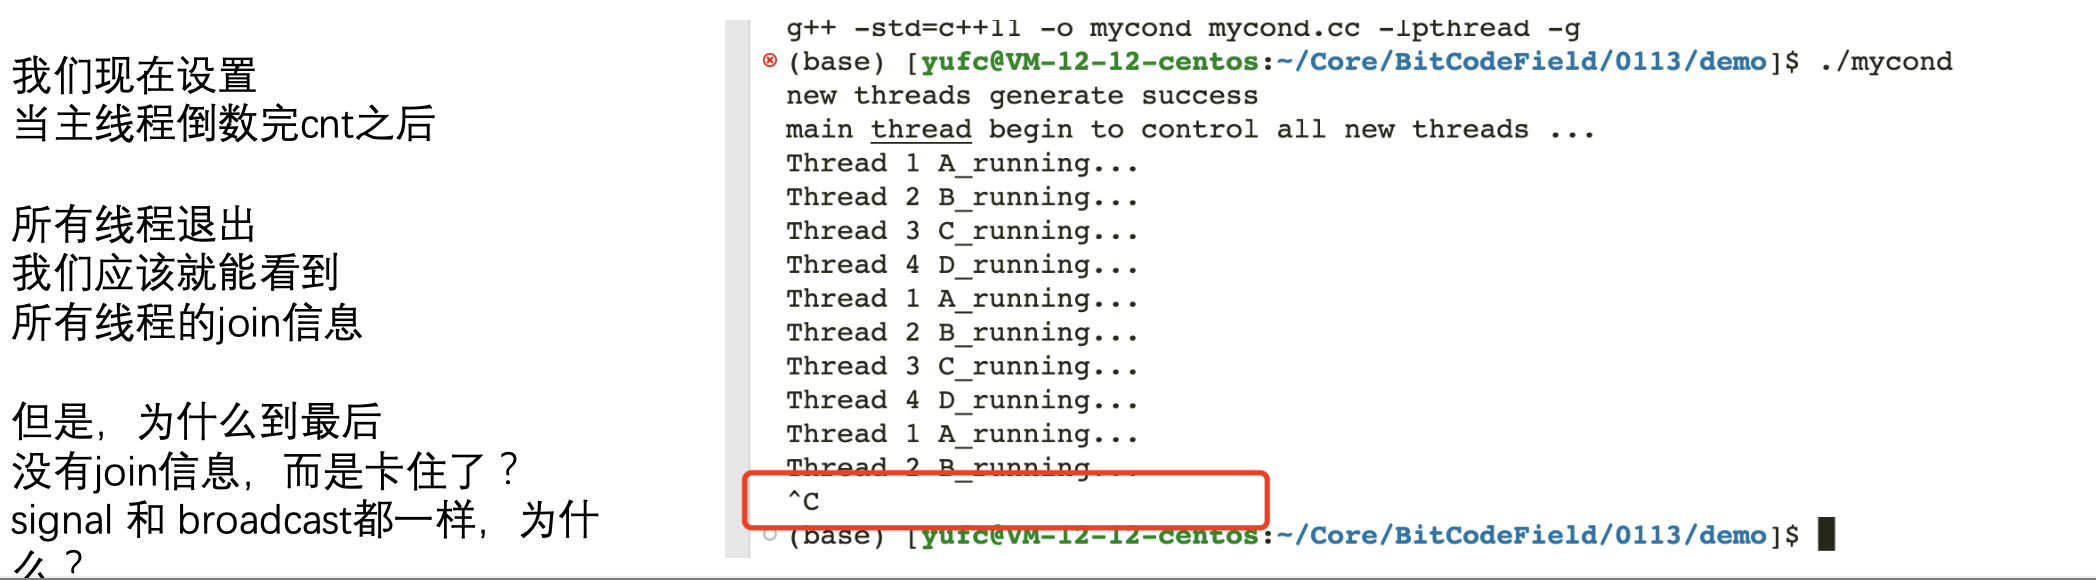 我们现在设置
当主线程倒数完cnt之后
所有线程退出
我们应该就能看到
所有线程的join信息
但是，为什么到最后
没有join信息，而是卡住了？
signal 和 broadcast都一样，为什
么？
g++ -std=c++11 -o mycond mycond.cc -lpthread -g
(base) [yufc@VM-12-12-centos:~/Core/BitCodeField/0113/demo]$ ./mycond
new threads generate success
main thread begin to control all new threads ...
Thread 1 A_running...
Thread 2 B_running...
Thread 3 C_running...
Thread 4 D_running...
Thread 1 A_running...
Thread 2 B_running...
Thread 3 C_running...
Thread 4 D_running...
Thread 1 A_running...
Thread 2 B_running...
^C
(base) [yufc@VM-12-12-centos:~/Core/BitCodeField/0113/demo]$